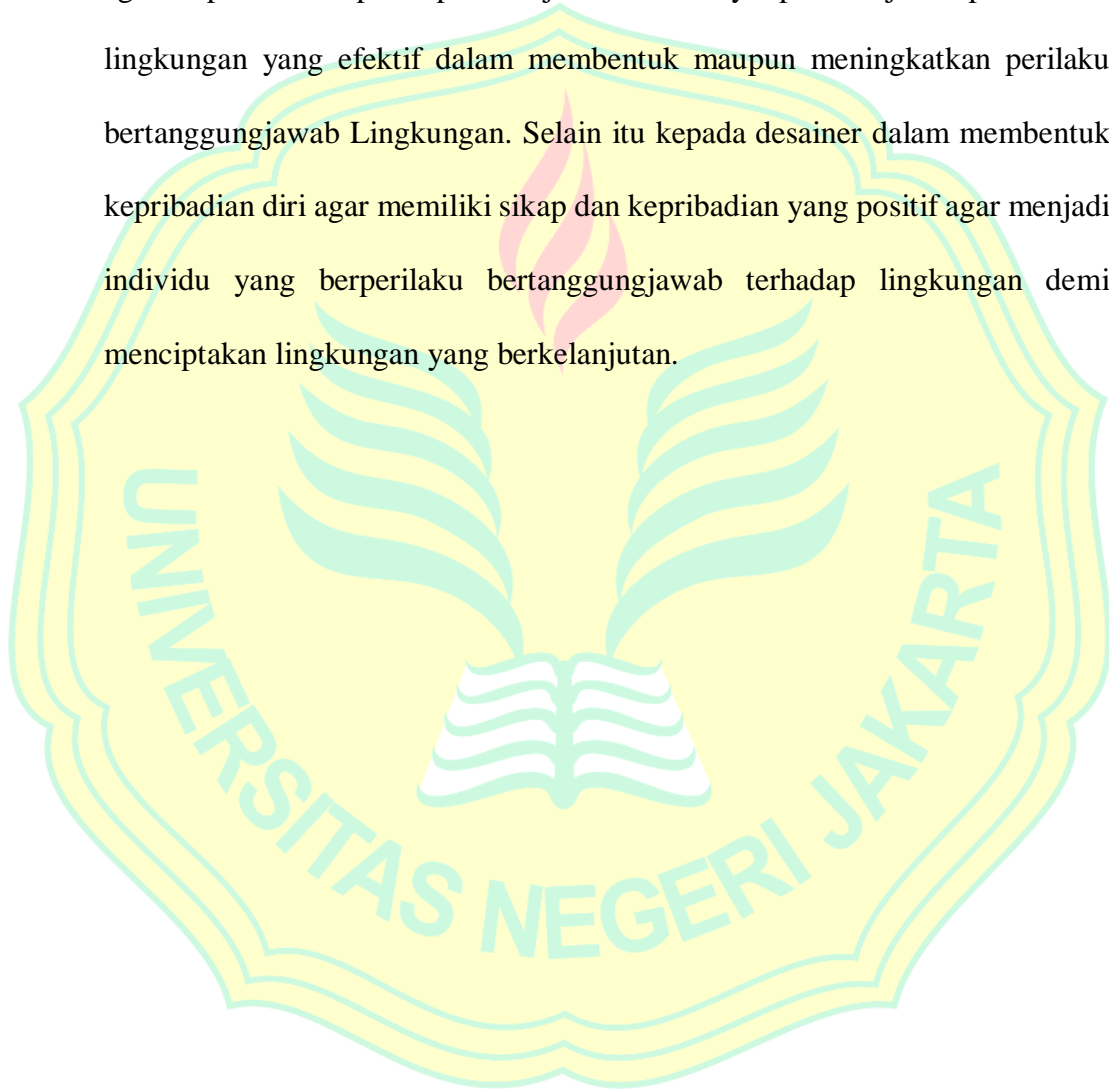 lingkungan yang efektif dalam membentuk maupun meningkatkan perilaku
bertanggungjawab Lingkungan. Selain itu kepada desainer dalam membentuk
kepribadian diri agar memiliki sikap dan kepribadian yang positif agar menjadi
individu yang berperilaku bertanggungjawab terhadap lingkungan demi
menciptakan lingkungan yang berkelanjutan.
UNIVERSITAS NEGERI JAKARTA